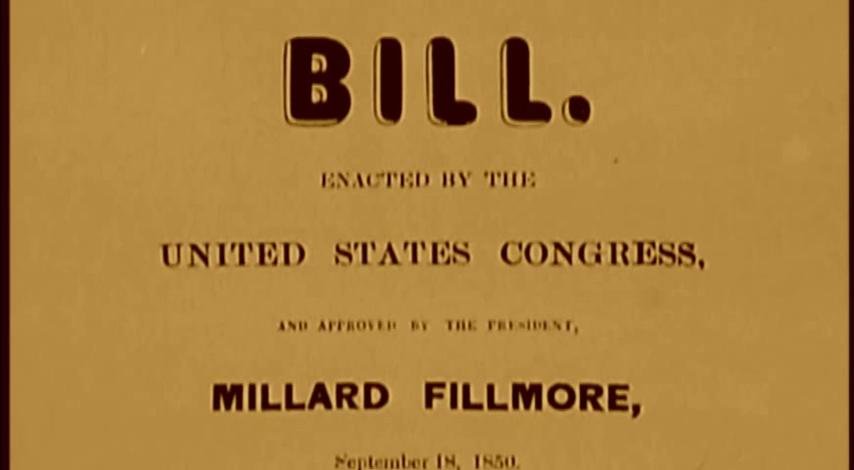 BILL.
ENACTED BY THE
UNITED STATES CONGRESS,
AND APPROVED BY THE PRESIDENT,
MILLARD FILLMORE,
September 18, 1850.